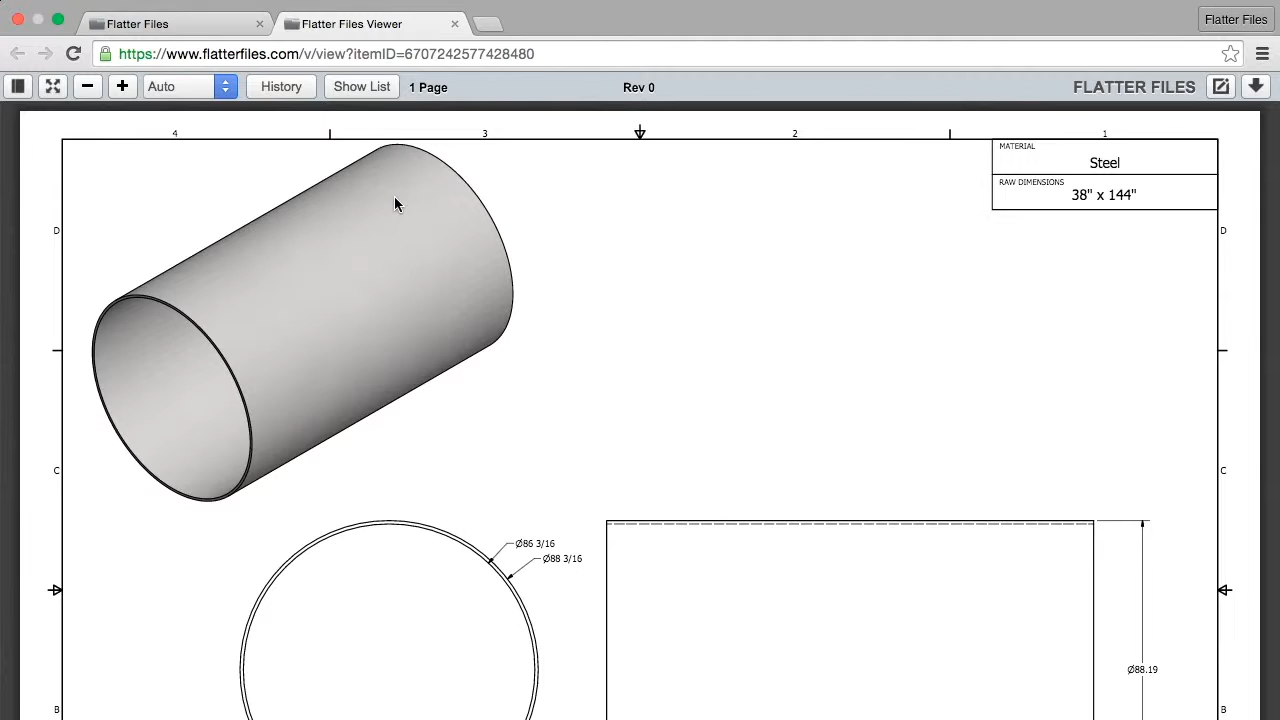 Flatter Files
Flatter Files Viewer
Flatter Files
https://www.flatterfiles.com/v/view?itemID=6707242577428480
Auto
History
Show List
1 Page
Rev 0
FLATTER FILES
4
3
2
1
MATERIAL
Steel
RAW DIMENSIONS
38" x 144"
D
D
C
C
Ø86 3/16
Ø88 3/16
Ø88.19
B
B